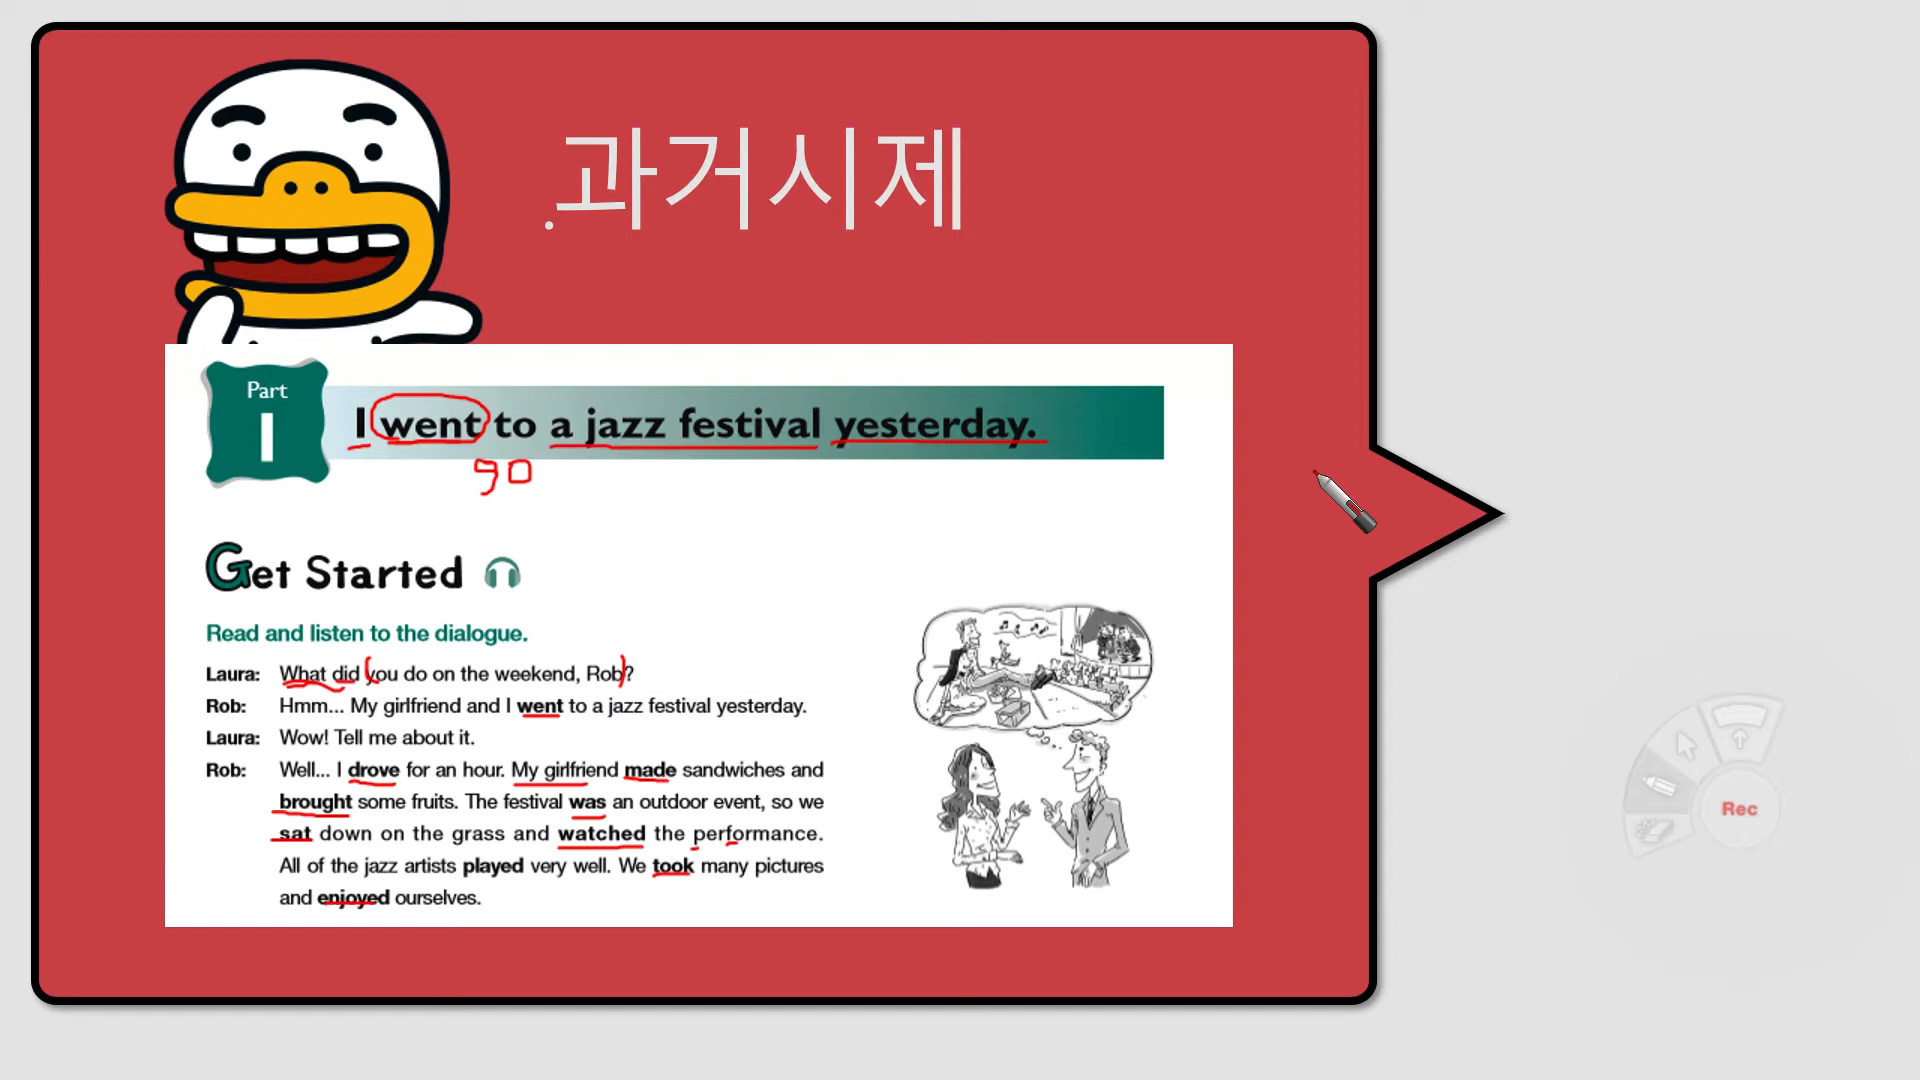 .과거시제
Part
1
I went to a jazz festival yesterday.
go
Get Started
Read and listen to the dialogue.
Laura: What did you do on the weekend, Rob?
Rob: Hmm... My girlfriend and I went to a jazz festival yesterday.
Laura: Wow! Tell me about it.
Rob: Well... I drove for an hour. My girlfriend made sandwiches and
brought some fruits. The festival was an outdoor event, so we
sat down on the grass and watched the performance.
All of the jazz artists played very well. We took many pictures
and enjoyed ourselves.
Rec